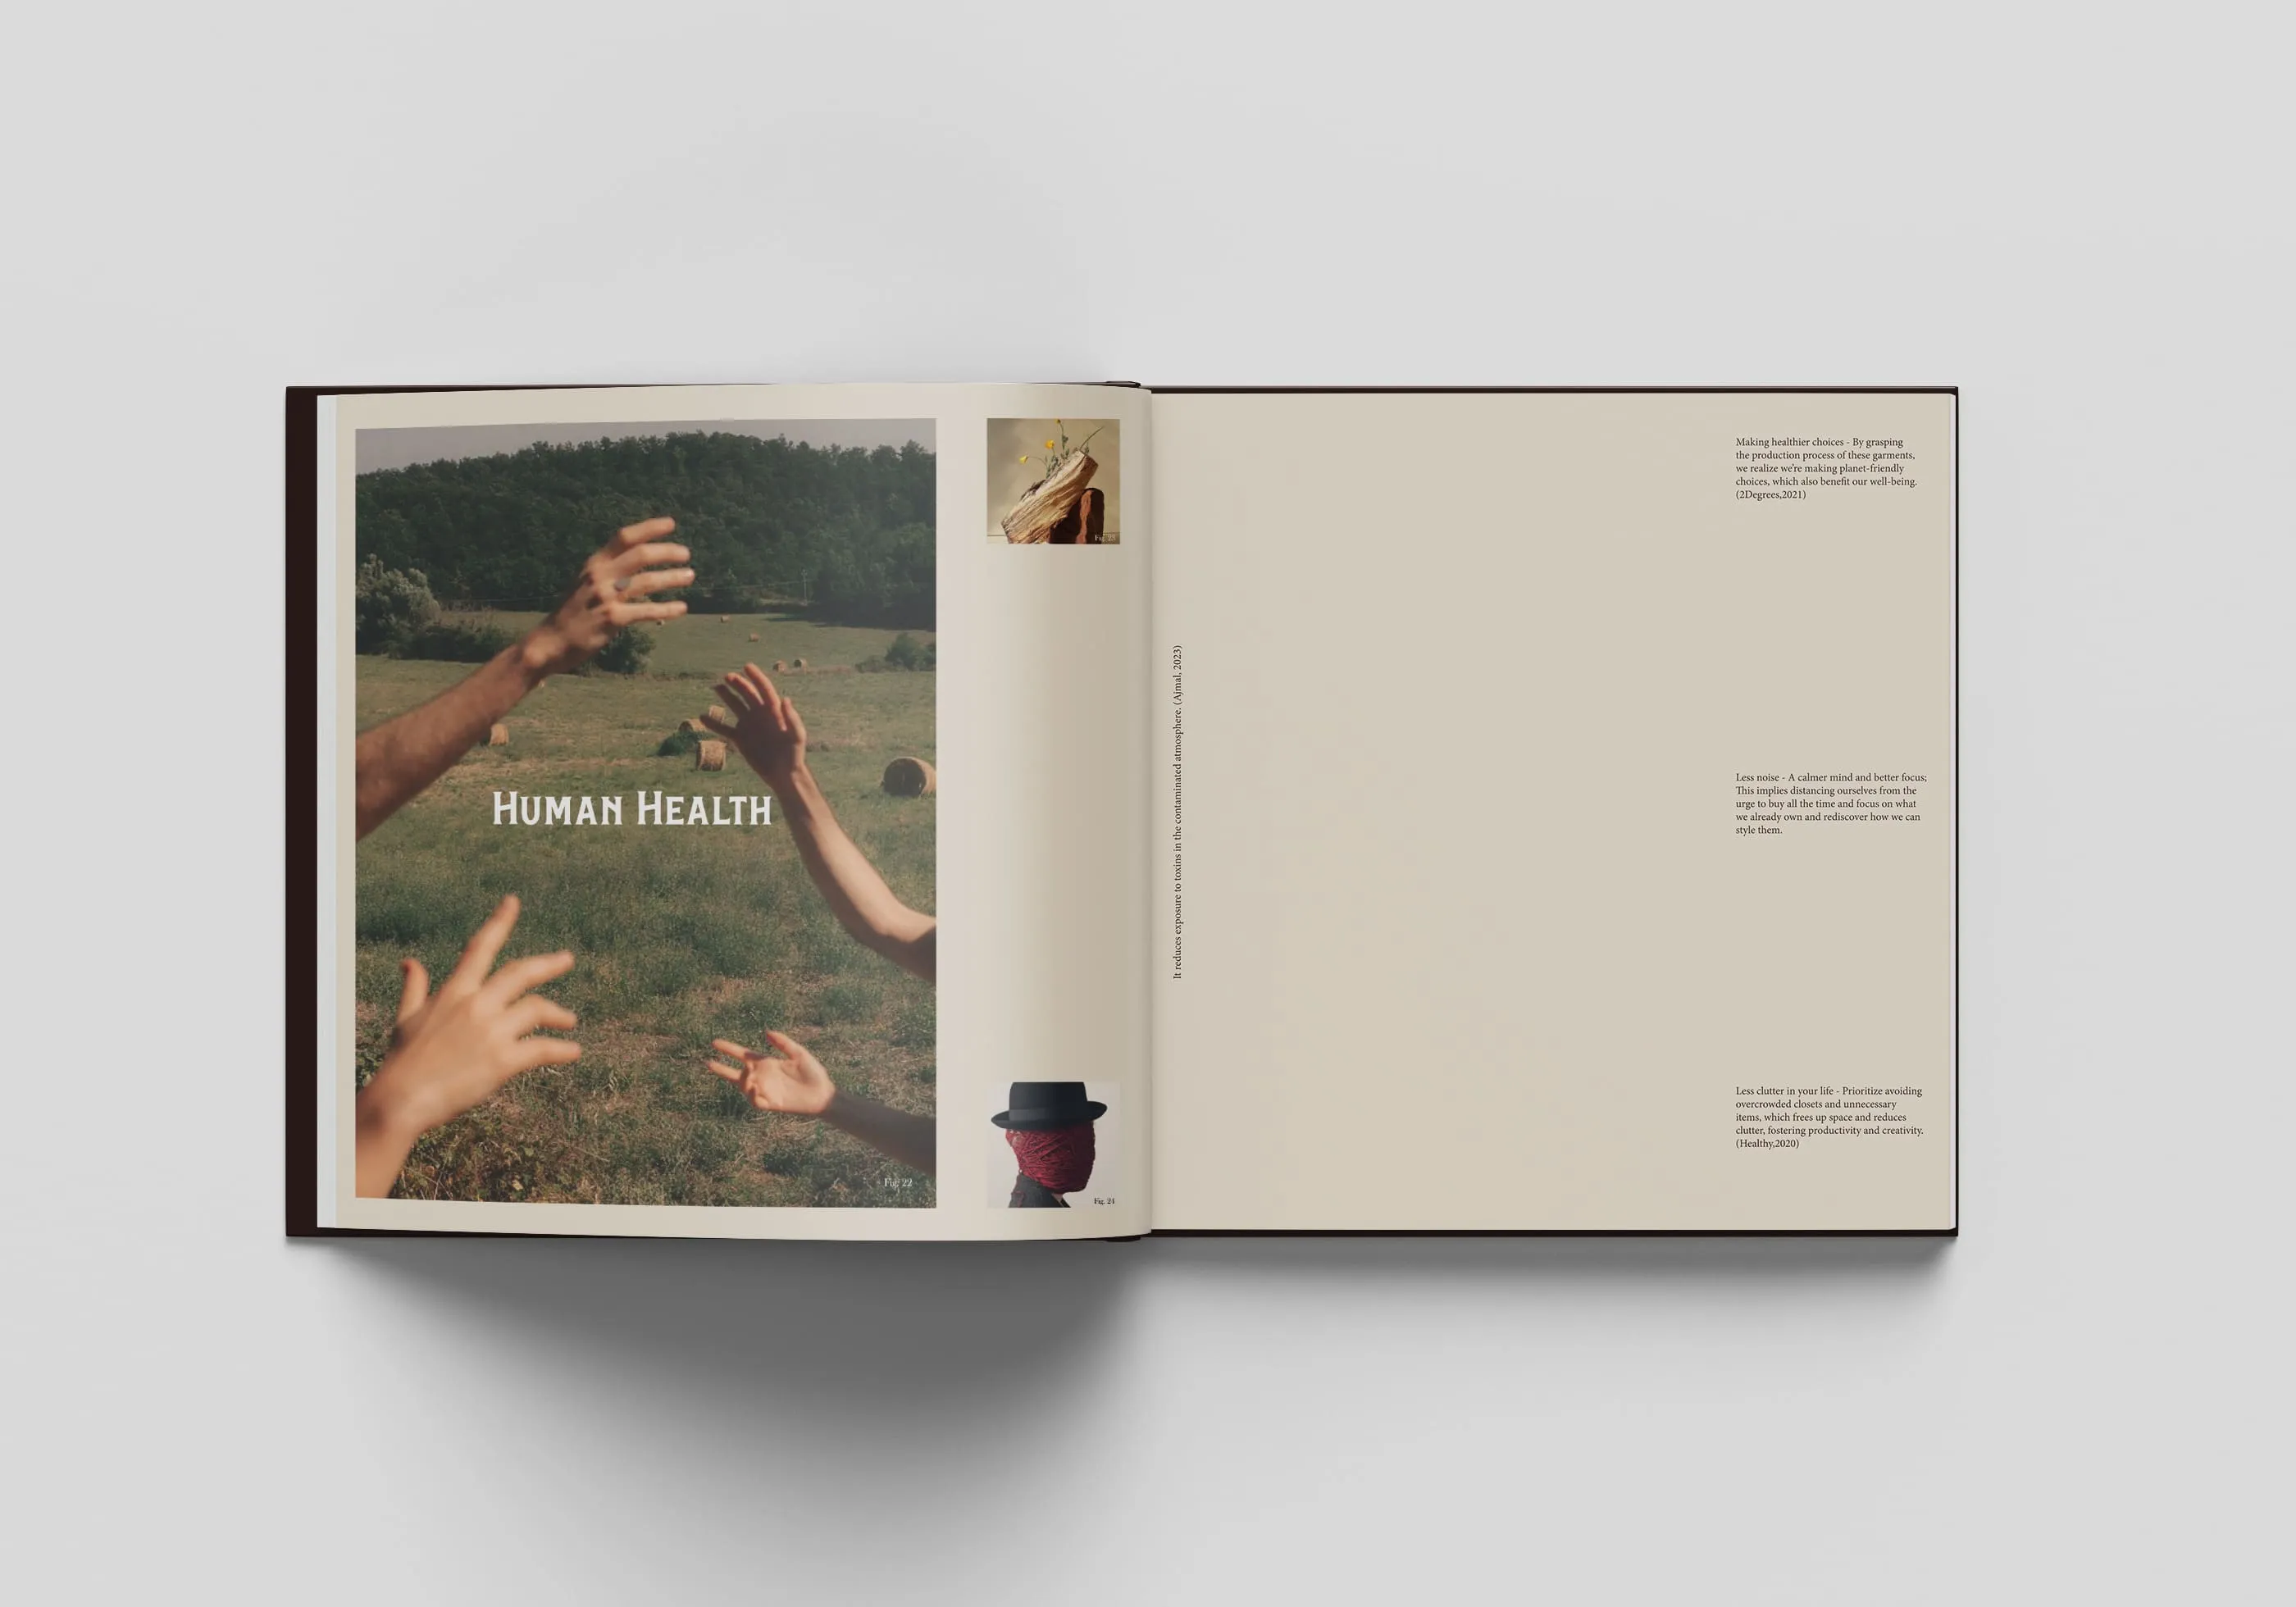 HUMAN HEALTH
Fig. 22
Fig. 23
Fig. 24
It reduces exposure to toxins in the contaminated atmosphere. (Ajmal, 2023)
Making healthier choices - By grasping
the production process of these garments,
we realize we're making planet-friendly
choices, which also benefit our well-being.
(2Degrees,2021)
Less noise - A calmer mind and better focus;
This implies distancing ourselves from the
urge to buy all the time and focus on what
we already own and rediscover how we can
style them.
Less clutter in your life - Prioritize avoiding
overcrowded closets and unnecessary
items, which frees up space and reduces
clutter, fostering productivity and creativity.
(Healthy,2020)